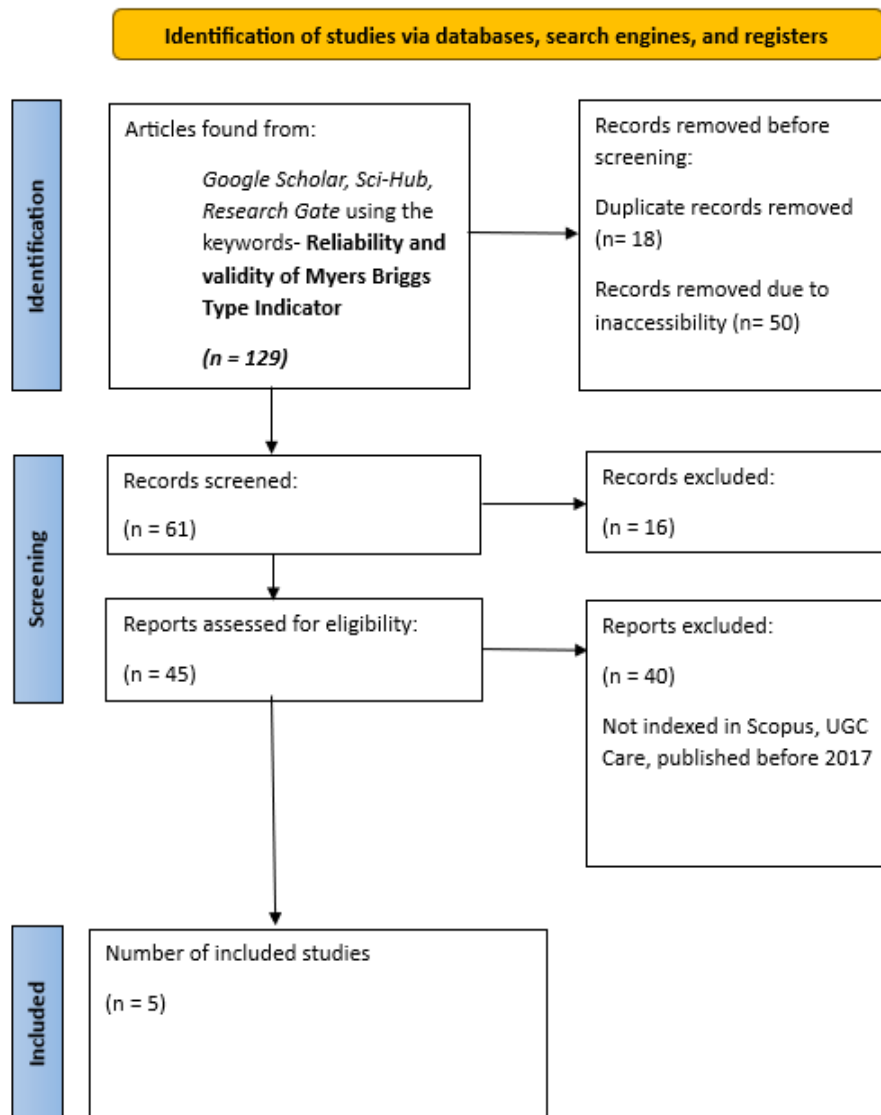 Identification of studies via databases, search engines, and registers
Identification
Articles found from:
Google Scholar, Sci-Hub,
Research Gate using the
keywords- Reliability and
validity of Myers Briggs
Type Indicator
(n = 129)
Records removed before
screening:
Duplicate records removed
(n= 18)
Records removed due to
inaccessibility (n= 50)
Screening
Records screened:
(n = 61)
Records excluded:
(n = 16)
Reports assessed for eligibility:
(n = 45)
Reports excluded:
(n = 40)
Not indexed in Scopus, UGC
Care, published before 2017
Included
Number of included studies
(n = 5)